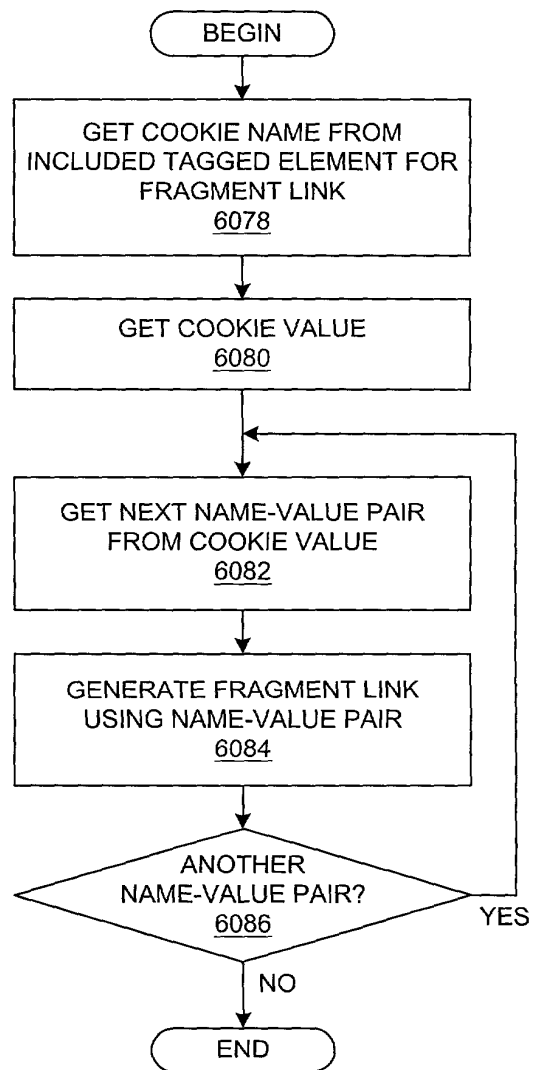 BEGIN
GET COOKIE NAME FROM
INCLUDED TAGGED ELEMENT FOR
FRAGMENT LINK
6078
GET COOKIE VALUE
6080
GET NEXT NAME-VALUE PAIR
FROM COOKIE VALUE
6082
GENERATE FRAGMENT LINK
USING NAME-VALUE PAIR
6084
ANOTHER
NAME-VALUE PAIR?
6086
YES
NO
END